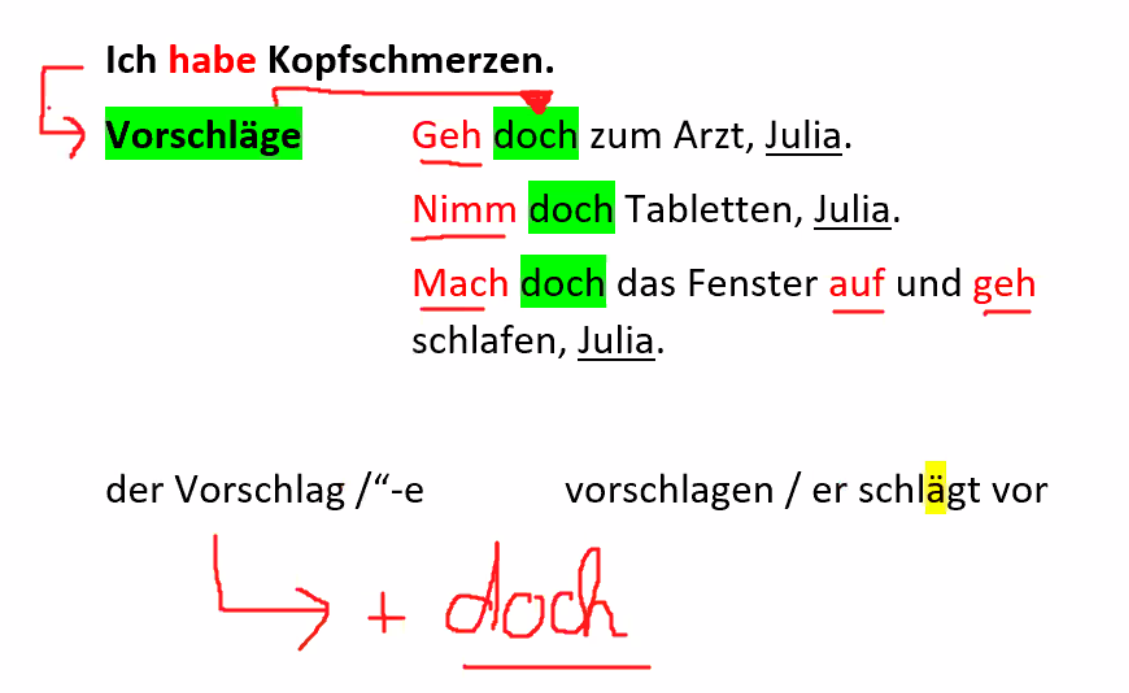 Ich habe Kopfschmerzen.
Vorschläge Geh doch zum Arzt, Julia.
Nimm doch Tabletten, Julia.
Mach doch das Fenster auf und geh
schlafen, Julia.
der Vorschlag /“-e vorschlagen / er schlägt vor
+ doch